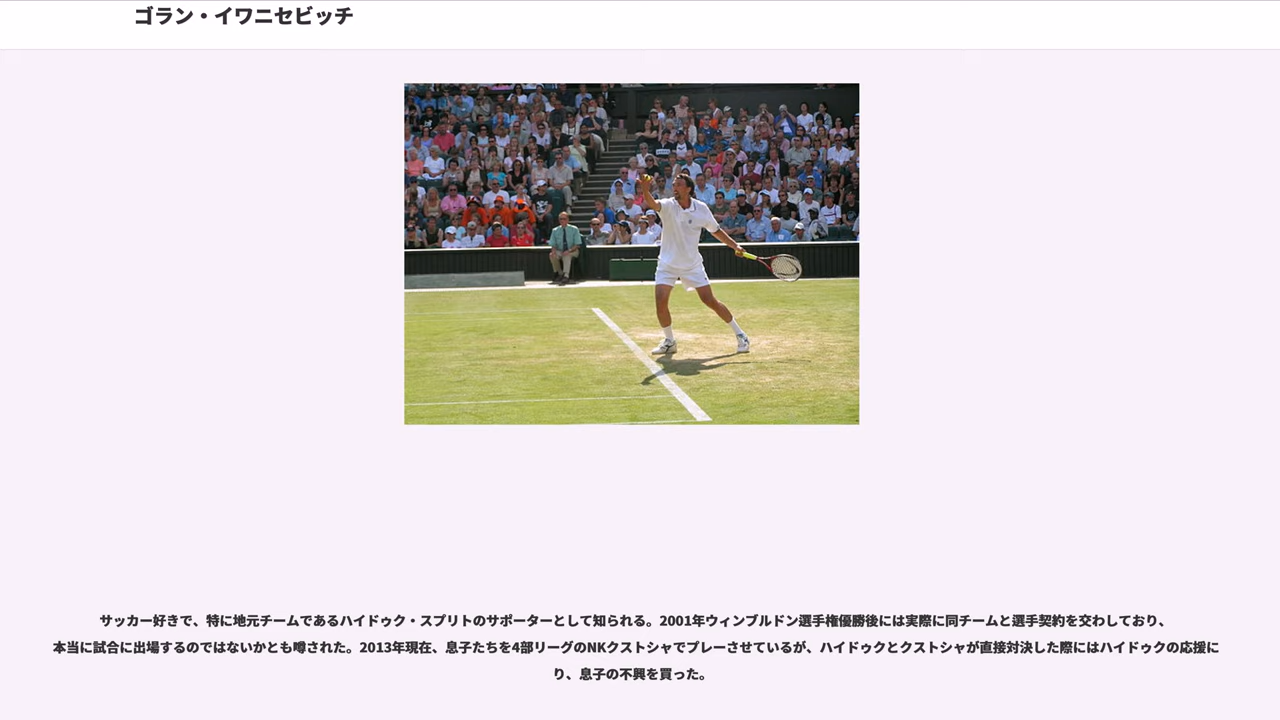 ゴラン・イワニセビッチ
サッカー好きで、特に地元チームであるハイドゥク・スプリトのサポーターとして知られる。2001年ウィンブルドン選手権優勝後には実際に同チームと選手契約を交わしており、
本当に試合に出場するのではないかとも噂された。2013年現在、息子たちを4部リーグのNKクストシャでプレーさせているが、ハイドゥクとクストシャが直接対決した際にはハイドゥクの応援に
り、息子の不興を買った。